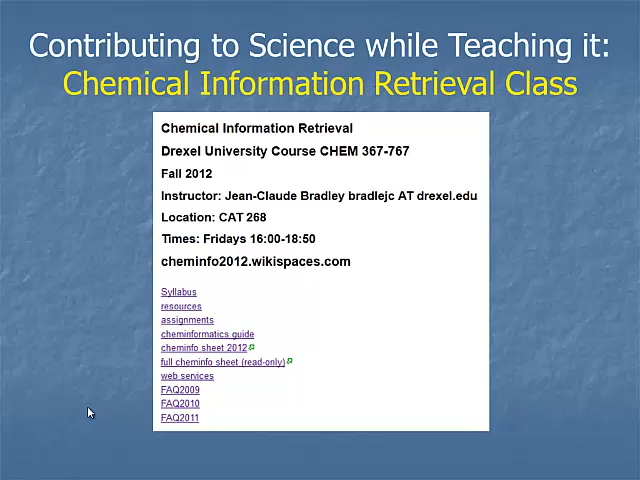 Contributing to Science while Teaching it:
Chemical Information Retrieval Class
Chemical Information Retrieval
Drexel University Course CHEM 367-767
Fall 2012
Instructor: Jean-Claude Bradley bradlejc AT drexel.edu
Location: CAT 268
Times: Fridays 16:00-18:50
cheminfo2012.wikispaces.com
Syllabus
resources
assignments
cheminformatics guide
cheminfo sheet 2012
full cheminfo sheet (read-only)
web services
FAQ2009
FAQ2010
FAQ2011